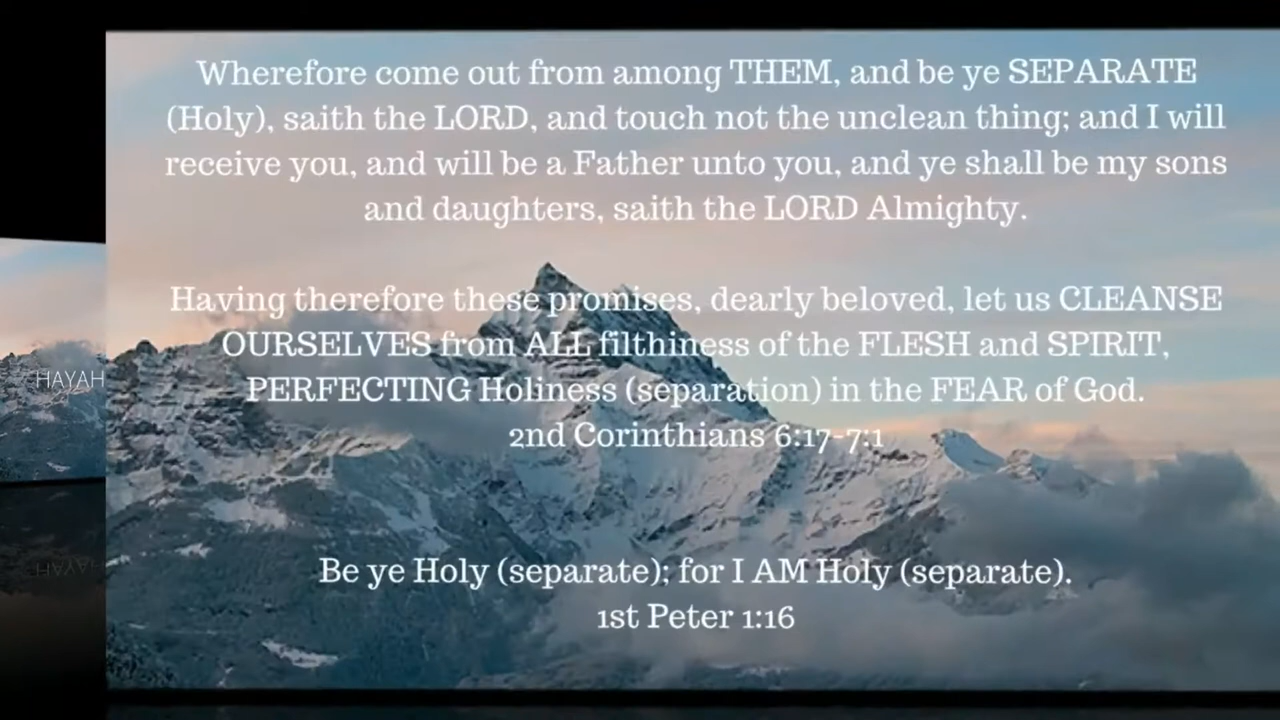 Wherefore come out from among THEM, and be ye SEPARATE
(Holy), saith the LORD, and touch not the unclean thing; and I will
receive you, and will be a Father unto you, and ye shall be my sons
and daughters, saith the LORD Almighty.
Having therefore these promises, dearly beloved, let us CLEANSE
OURSELVES from ALL filthiness of the FLESH and SPIRIT,
PERFECTING Holiness (separation) in the FEAR of God.
2nd Corinthians 6:17-7:1
Be ye Holy (separate); for I AM Holy (separate).
1st Peter 1:16
HAYAH